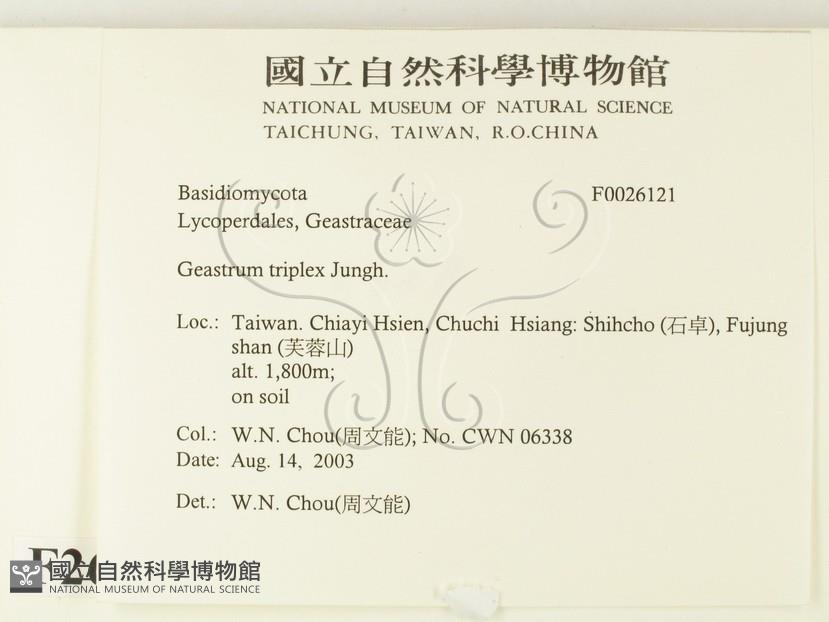 國立自然科學博物館
NATIONAL MUSEUM OF NATURAL SCIENCE
TAICHUNG, TAIWAN, R.O.CHINA
Basidiomycota F0026121
Lycoperdales, Geastraceae
Geastrum triplex Jungh.
Loc.: Taiwan. Chiayi Hsien, Chuchi Hsiang: Shihcho (石卓), Fujung
shan (芙蓉山)
alt. 1,800m;
on soil
Col.: W.N. Chou(周文能); No. CWN 06338
Date: Aug. 14, 2003
Det.: W.N. Chou(周文能)
國立自然科學博物館
NATIONAL MUSEUM OF NATURAL SCIENCE